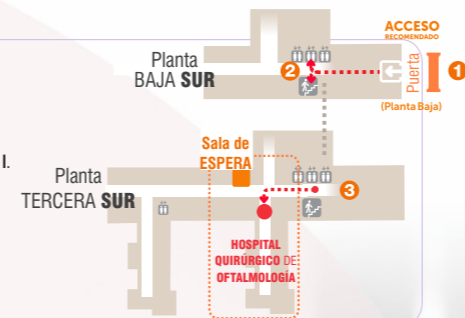 ACCESO
RECOMENDADO
Planta
BAJA SUR
2
Puerta
1
(Planta Baja)
l.
Sala de
ESPERA
Planta
TERCERA SUR
3
HOSPITAL
QUIRÚRGICO DE
OFTALMOLOGÍA